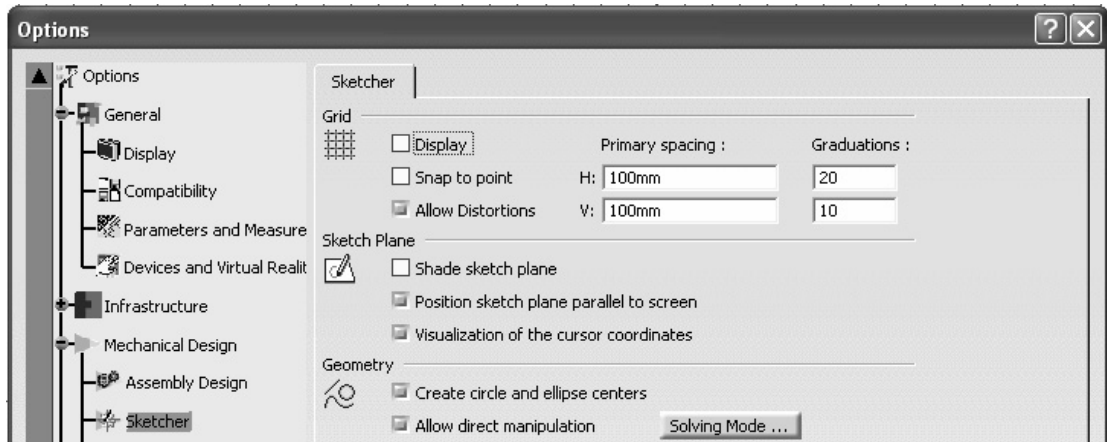 Options
Options
General
Display
Compatibility
Parameters and Measure
Devices and Virtual Realit
Infrastructure
Mechanical Design
Assembly Design
Sketcher
Sketcher
Grid
Display Primary spacing : Graduations :
Snap to point H: 100mm 20
Allow Distortions V: 100mm 10
Sketch Plane
Shade sketch plane
Position sketch plane parallel to screen
Visualization of the cursor coordinates
Geometry
Create circle and ellipse centers
Allow direct manipulation Solving Mode ...